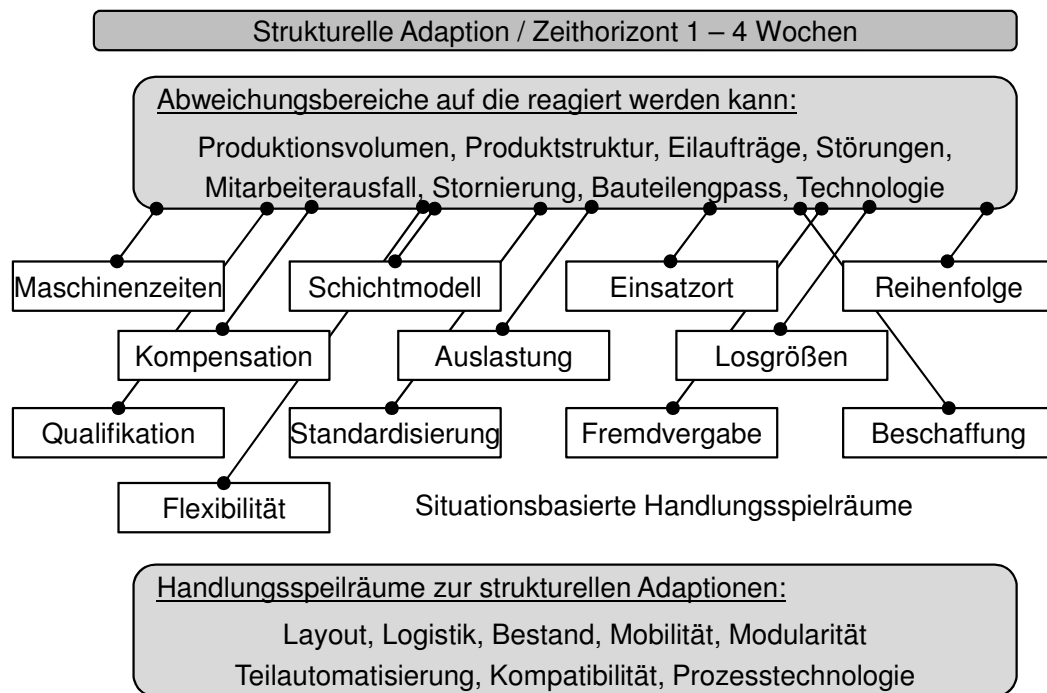 Strukturelle Adaption / Zeithorizont 1 – 4 Wochen
Abweichungsbereiche auf die reagiert werden kann:
Produktionsvolumen, Produktstruktur, Eilaufträge, Störungen,
Mitarbeiterausfall, Stornierung, Bauteilengpass, Technologie
Maschinenzeiten
Schichtmodell
Einsatzort
Reihenfolge
Kompensation
Auslastung
Losgrößen
Qualifikation
Standardisierung
Fremdvergabe
Beschaffung
Flexibilität
Situationsbasierte Handlungsspielräume
Handlungsspeilräume zur strukturellen Adaptionen:
Layout, Logistik, Bestand, Mobilität, Modularität
Teilautomatisierung, Kompatibilität, Prozesstechnologie